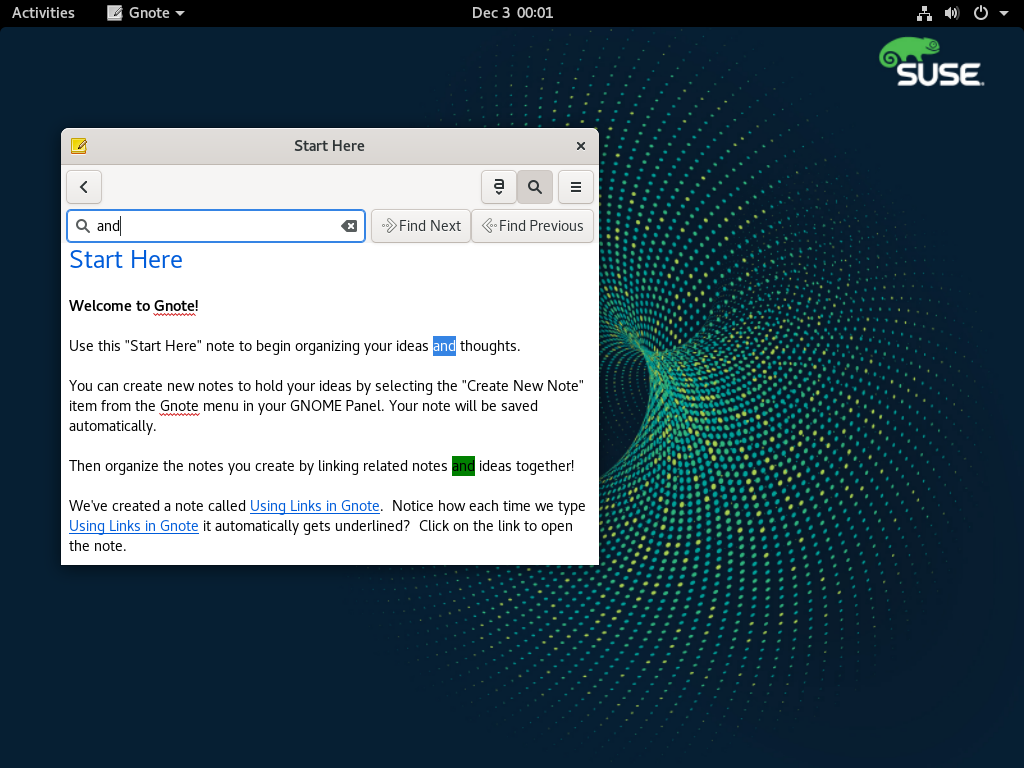 Activities Gnote Dec 3 00:01
SUSE
Start Here
a
and Find Next Find Previous
Start Here
Welcome to Gnote!
Use this "Start Here" note to begin organizing your ideas and thoughts.
You can create new notes to hold your ideas by selecting the "Create New Note"
item from the Gnote menu in your GNOME Panel. Your note will be saved
automatically.
Then organize the notes you create by linking related notes and ideas together!
We've created a note called Using Links in Gnote.  Notice how each time we type
Using Links in Gnote it automatically gets underlined?  Click on the link to open
the note.